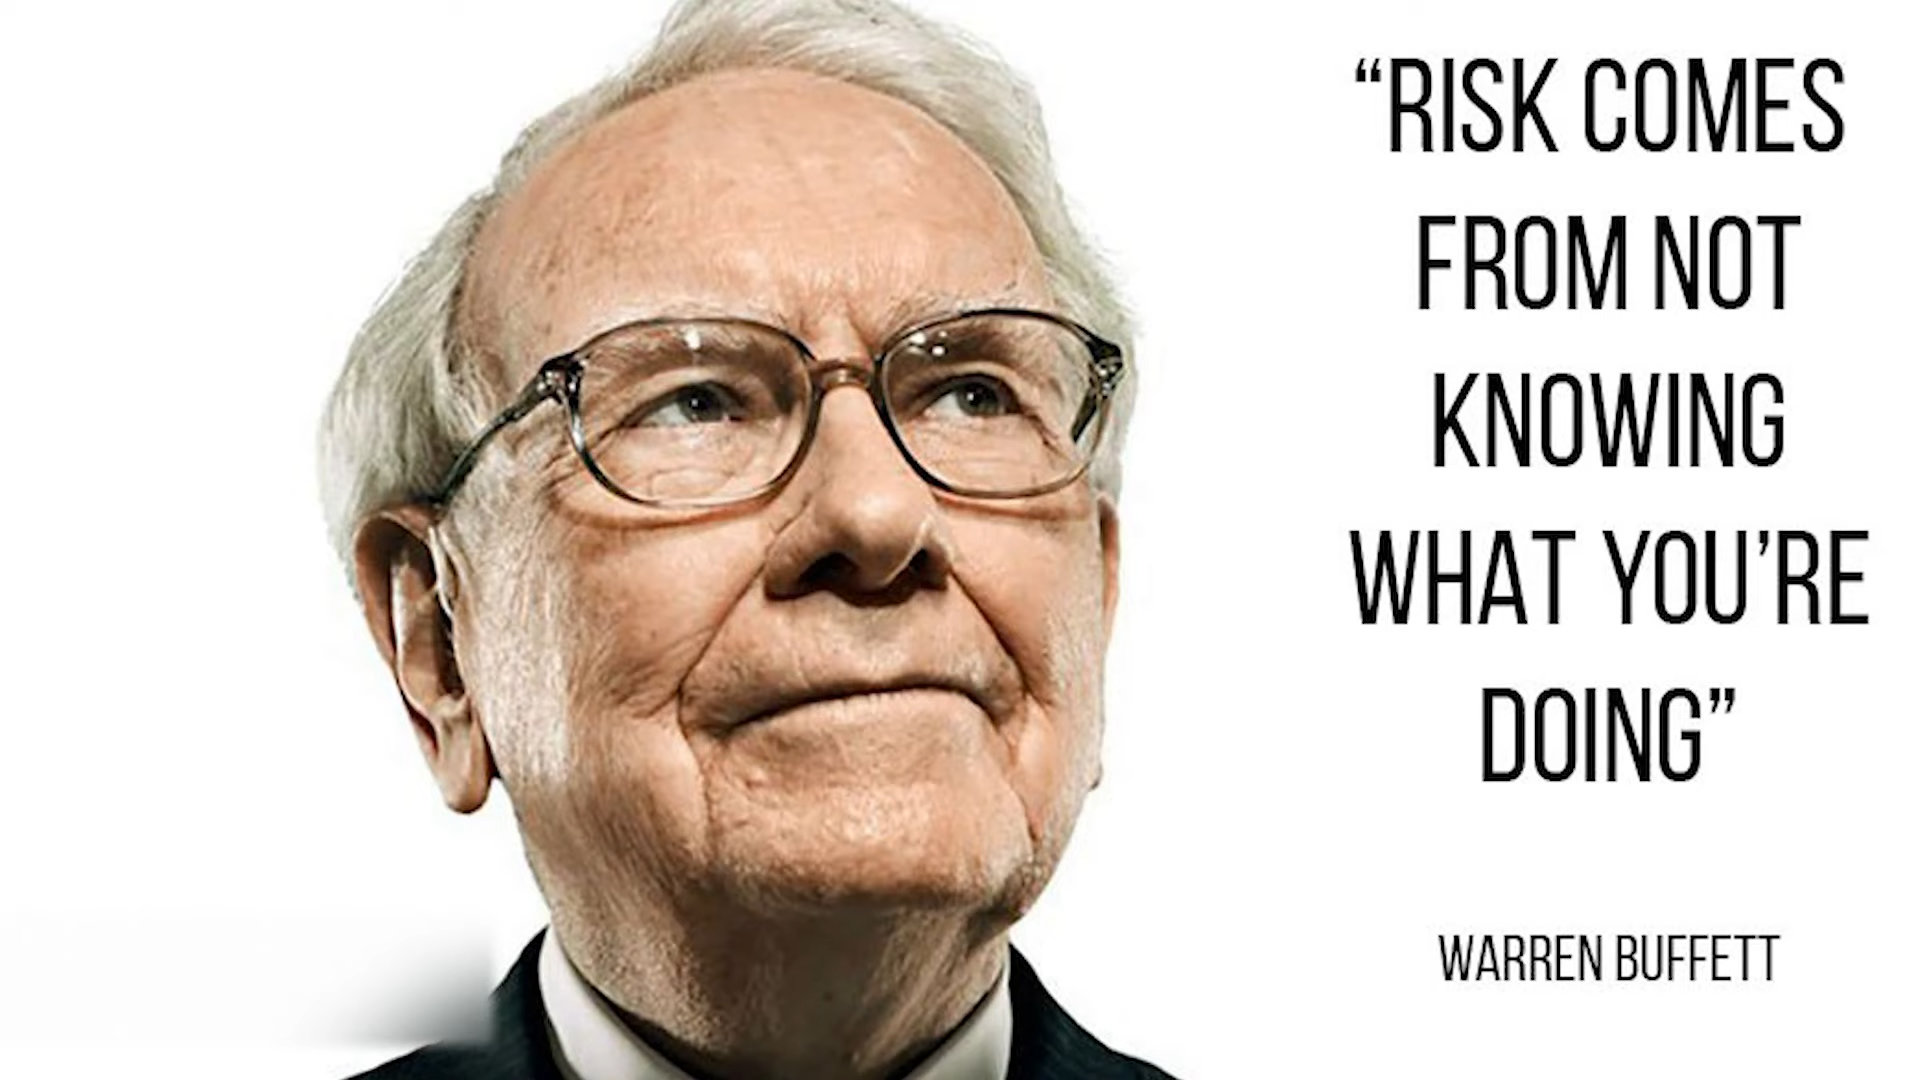 “RISK COMES
FROM NOT
KNOWING
WHAT YOU’RE
DOING”
WARREN BUFFETT